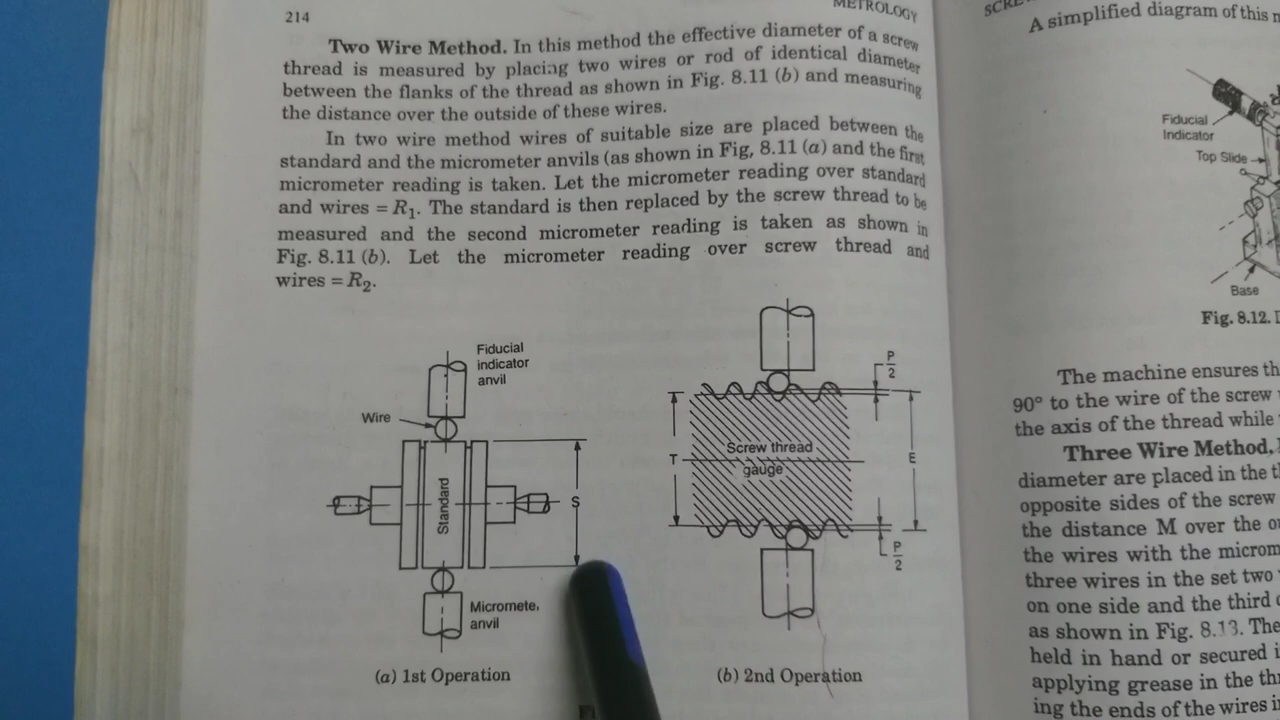 214
METROLOGY
Two Wire Method. In this method the effective diameter of a screw
thread is measured by placing two wires or rod of identical diameter
between the flanks of the thread as shown in Fig. 8.11 (b) and measuring
the distance over the outside of these wires.
In two wire method wires of suitable size are placed between the
standard and the micrometer anvils (as shown in Fig, 8.11 (a) and the first
micrometer reading is taken. Let the micrometer reading over standard
and wires = R₁. The standard is then replaced by the screw thread to be
measured and the second micrometer reading is taken as shown in
Fig. 8.11 (b). Let the micrometer reading over screw thread and
wires = R₂.
Fiducial
indicator
anvil
Wire
Standard
S
Micromete.
anvil
(a) 1st Operation
P
2
T
Screw thread
gauge
E
P
2
(b) 2nd Operation
A simplified diagram of this
Fiducial
Indicator
Top Slide
Base
Fig. 8.12.
The machine ensures
90° to the wire of the screw
the axis of the thread while
Three Wire Method.
diameter are placed in the
opposite sides of the screw
the distance M over the
the wires with the
three wires in the set two
on one side and the third
as shown in Fig. 8.13. The
held in hand or secured
applying grease in the
ing the ends of the wires